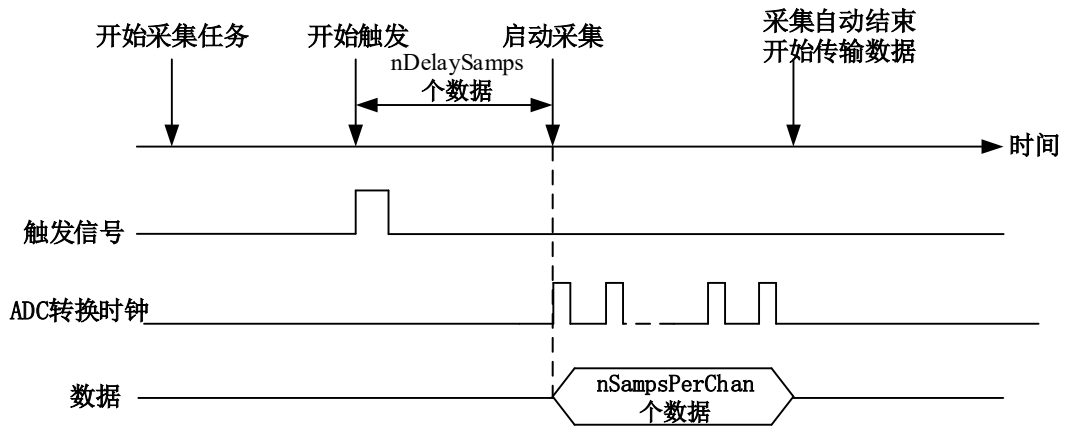 开始采集任务
开始触发
启动采集
采集自动结束
开始传输数据
nDelaySamps
个数据
时间
触发信号
ADC转换时钟
数据
nSampsPerChan
个数据